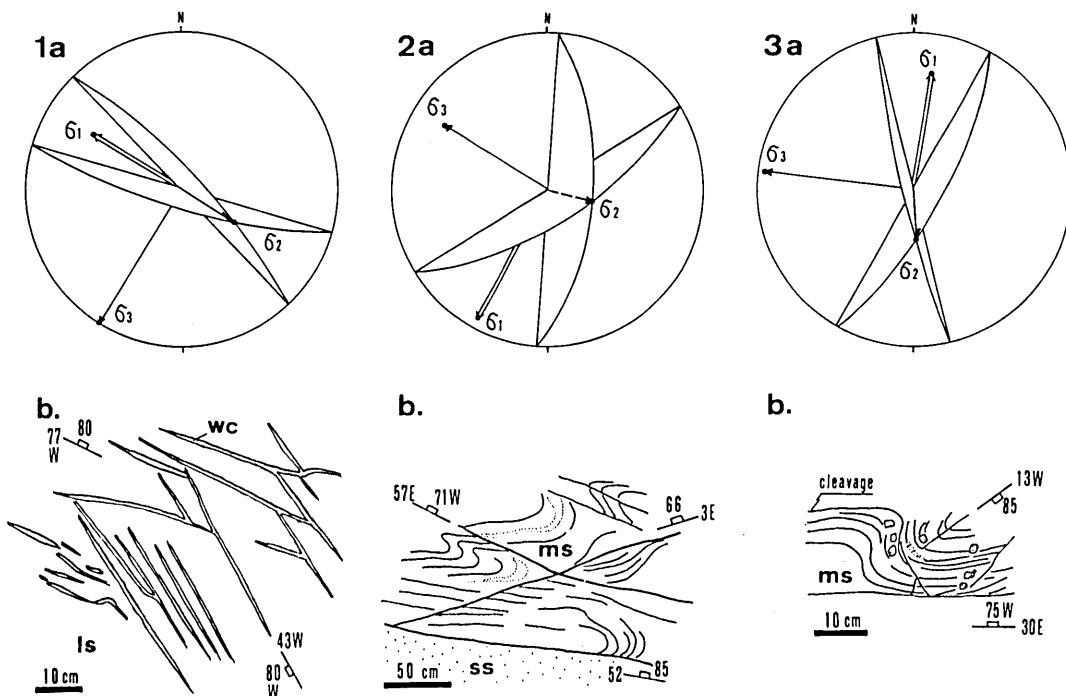 N
1a
σ1
σ2
σ3
N
2a
σ3
σ2
σ1
N
3a
σ1
σ3
σ2
b.
77
W
80
wc
ls
10 cm
43W
80
W
b.
57E
71W
66
3E
ms
ss
50 cm
52
85
b.
cleavage
13W
85
ms
10 cm
75W
30E